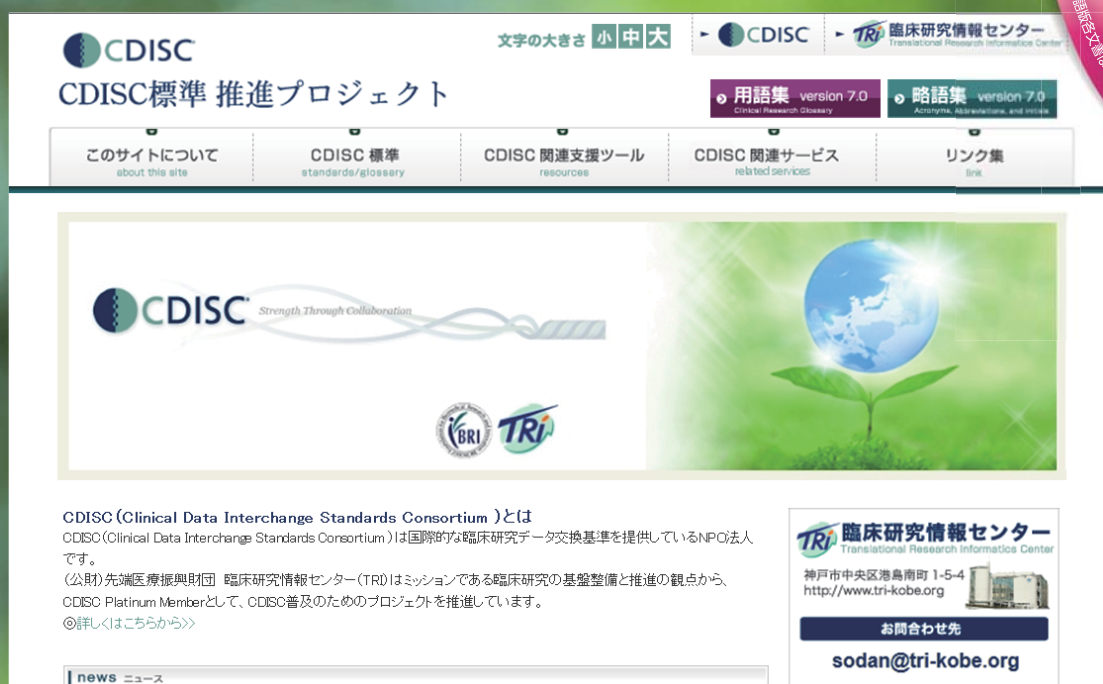 CDISC
CDISC標準 推進プロジェクト
文字の大きさ 小 中 大
CDISC
TRi 臨床研究情報センター
Translational Research Informatics Center
用語集 version 7.0
Clinical Research Glossary
略語集 version 7.0
Acronyms, Abbreviations, and Initials
語版各文書は
このサイトについて
about this site
CDISC 標準
standards/glossary
CDISC 関連支援ツール
resources
CDISC 関連サービス
related services
リンク集
link
CDISC Strength Through Collaboration
BRI TRi
CDISC（Clinical Data Interchange Standards Consortium ）とは
CDISC（Clinical Data Interchange Standards Consortium ）は国際的な臨床研究データ交換基準を提供しているNPO法人
です。
（公財）先端医療振興財団　臨床研究情報センター（TRI）はミッションである臨床研究の基盤整備と推進の観点から、
CDISC Platinum Memberとして、CDISC普及のためのプロジェクトを推進しています。
◎詳しくはこちらから>>
news ニュース
TRi 臨床研究情報センター
Translational Research Informatics Center
神戸市中央区港島南町 1-5-4
http://www.tri-kobe.org
お問合わせ先
sodan@tri-kobe.org